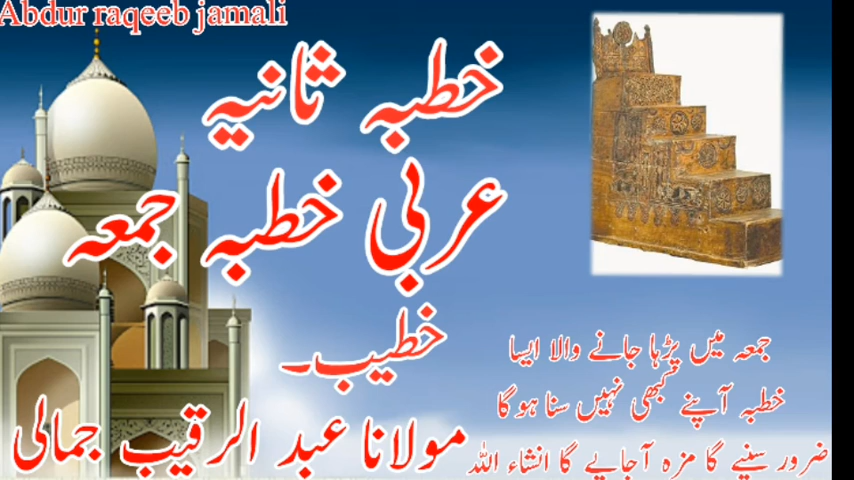 Abdur raqeeb jamali
خطبہ ثانیہ
عربی خطبہ جمعہ
خطیب۔
مولانا عبد الرقیب جمالی
جمعہ میں پڑہا جانے والا ایسا
خطبہ آپنے کبھی نہیں سنا ہوگا
ضرور سنیے گا مزہ آجایے گا انشاء اللہ